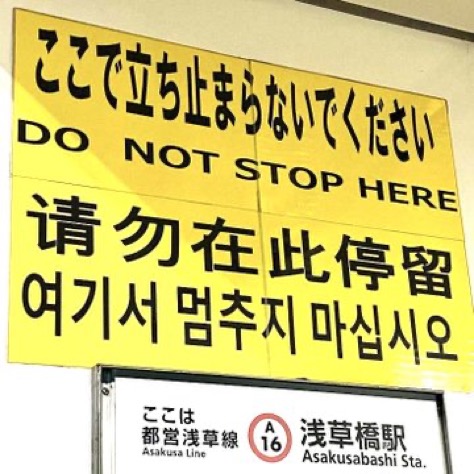 ここで立ち止まらないでください
DO NOT STOP HERE
请勿在此停留
여기서 멈추지 마십시오
ここは
都営浅草線
Asakusa Line
A
16
浅草橋駅
Asakusabashi Sta.